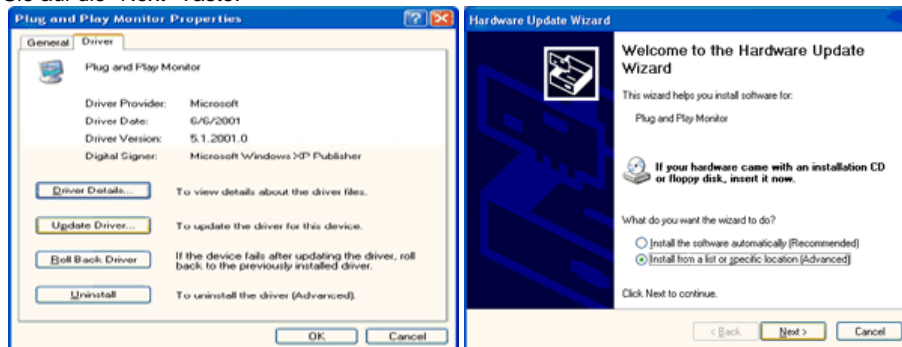 Sie auf die "Next"-Taste.
Plug and Play Monitor Properties
General Driver
Plug and Play Monitor
Driver Provider: Microsoft
Driver Date: 6/6/2001
Driver Version: 5.1.2001.0
Digital Signer: Microsoft Windows XP Publisher
Driver Details... To view details about the driver files.
Update Driver... To update the driver for this device.
Roll Back Driver If the device fails after updating the driver, roll
back to the previously installed driver.
Uninstall To uninstall the driver (Advanced).
OK Cancel
Hardware Update Wizard
Welcome to the Hardware Update
Wizard
This wizard helps you install software for:
Plug and Play Monitor
If your hardware came with an installation CD
or floppy disk, insert it now.
What do you want the wizard to do?
Install the software automatically (Recommended)
Install from a list or specific location (Advanced)
Click Next to continue.
< Back Next > Cancel